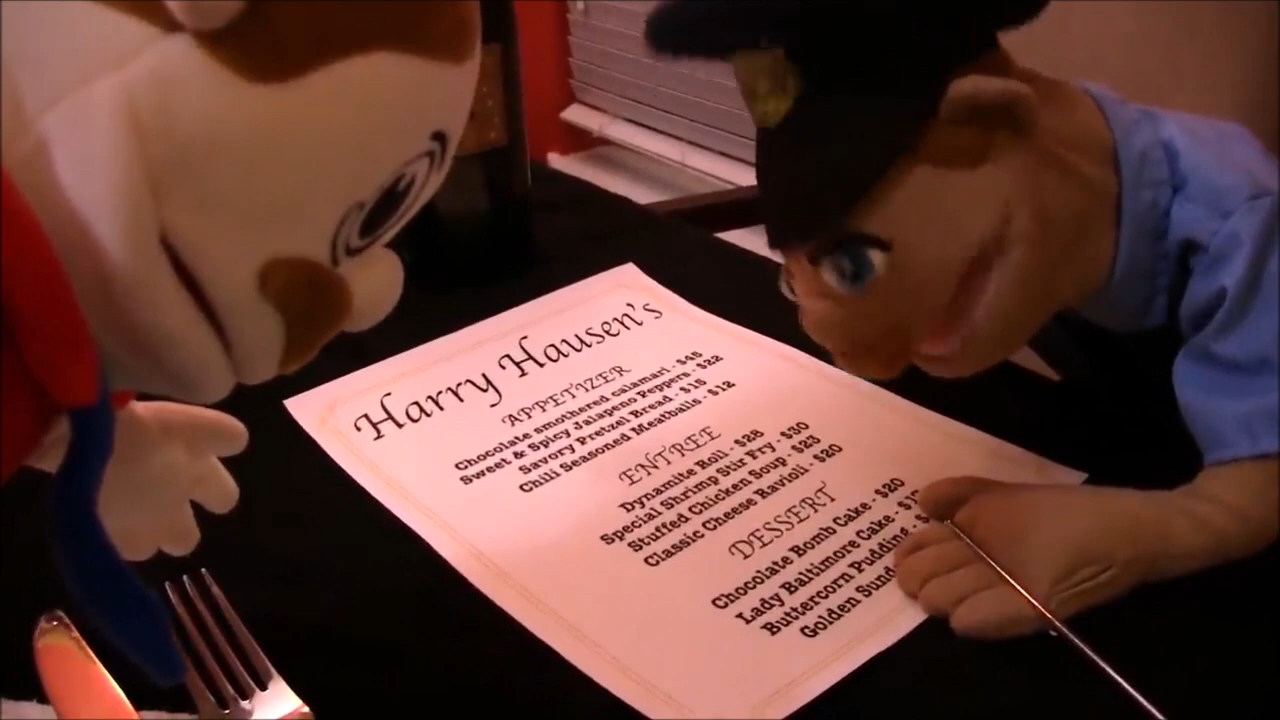 Harry Hausen's
APPETIZER
Chocolate smothered calamari - $45
Sweet & Spicy Jalapeno Peppers - $22
Savory Pretzel Bread - $15
Chili Seasoned Meatballs - $12
ENTREE
Dynamite Roll - $28
Special Shrimp Stir Fry - $30
Stuffed Chicken Soup - $23
Classic Cheese Ravioli - $20
DESSERT
Chocolate Bomb Cake - $20
Lady Baltimore Cake -
Buttercorn Pudding -
Golden